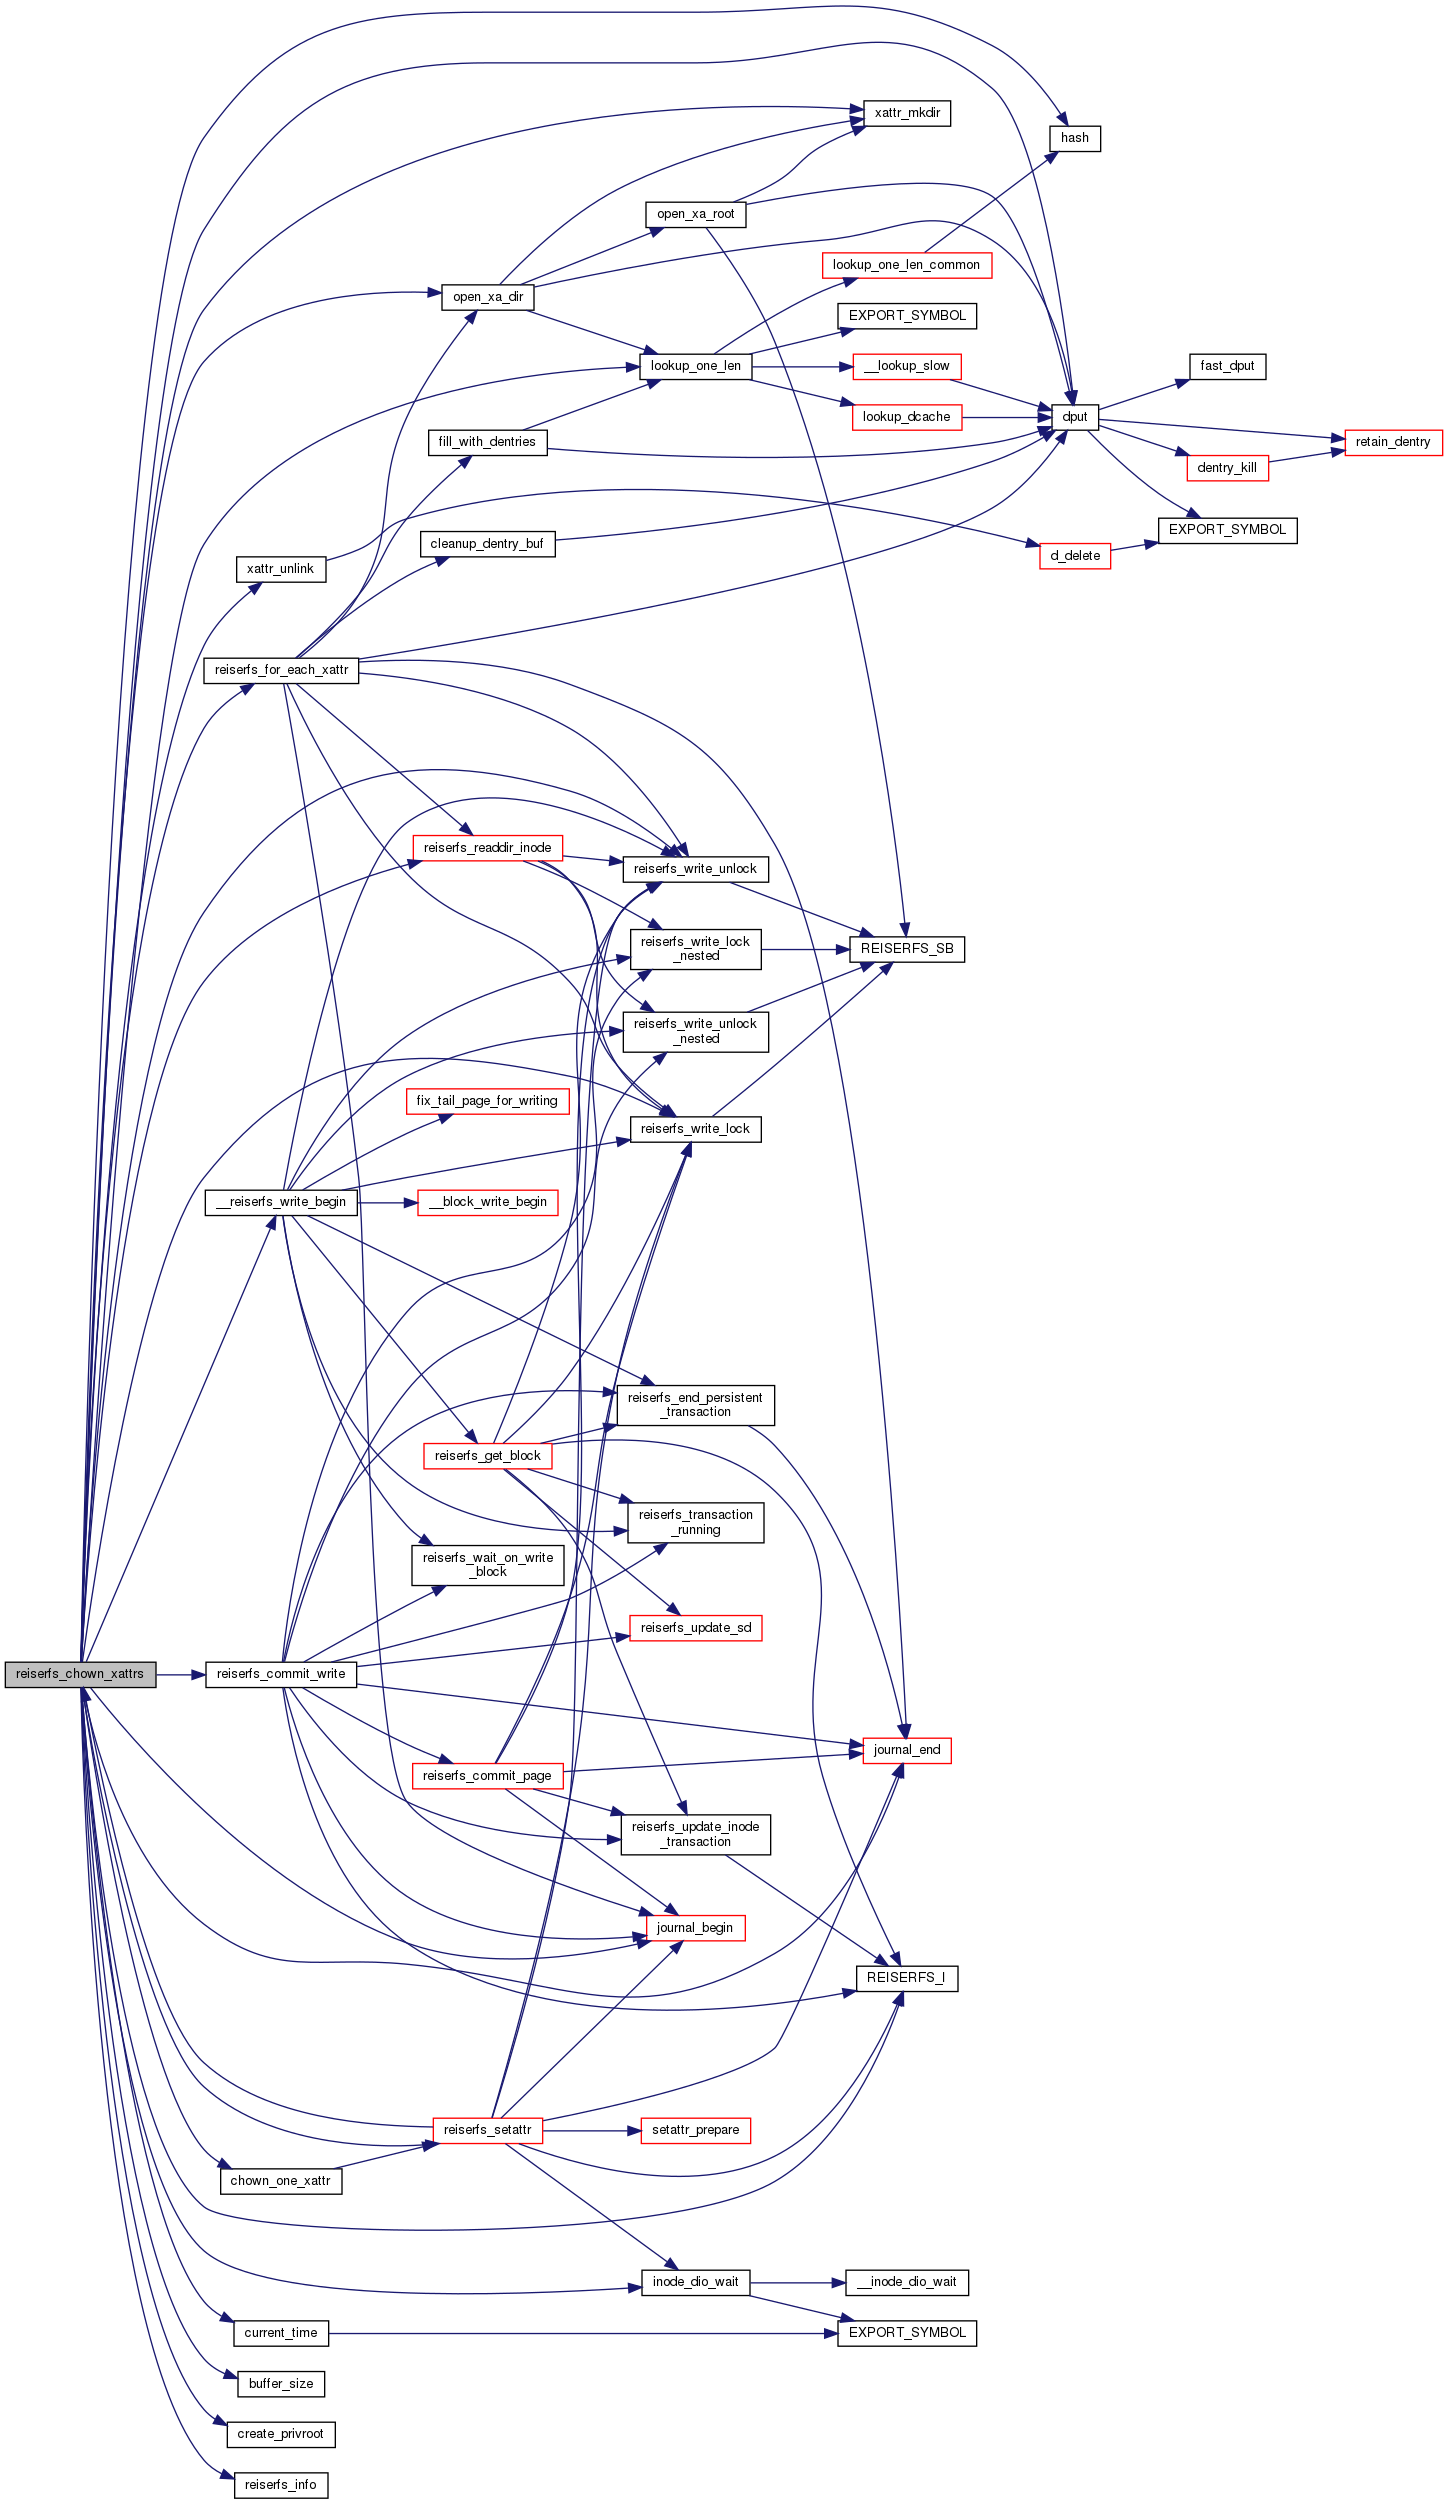 xattr_mkdir
hash
open_xa_root
lookup_one_len_common
open_xa_dir
EXPORT_SYMBOL
lookup_one_len
__lookup_slow
fast_dput
lookup_dcache
dput
fill_with_dentries
retain_dentry
dentry_kill
EXPORT_SYMBOL
cleanup_dentry_buf
d_delete
xattr_unlink
reiserfs_for_each_xattr
reiserfs_readdir_inode
reiserfs_write_unlock
reiserfs_write_lock
_nested
REISERFS_SB
reiserfs_write_unlock
_nested
fix_tail_page_for_writing
reiserfs_write_lock
__reiserfs_write_begin
__block_write_begin
reiserfs_end_persistent
_transaction
reiserfs_get_block
reiserfs_transaction
_running
reiserfs_wait_on_write
_block
reiserfs_update_sd
reiserfs_chown_xattrs
reiserfs_commit_write
journal_end
reiserfs_commit_page
reiserfs_update_inode
_transaction
journal_begin
REISERFS_I
reiserfs_setattr
setattr_prepare
chown_one_xattr
inode_dio_wait
__inode_dio_wait
current_time
EXPORT_SYMBOL
buffer_size
create_privroot
reiserfs_info